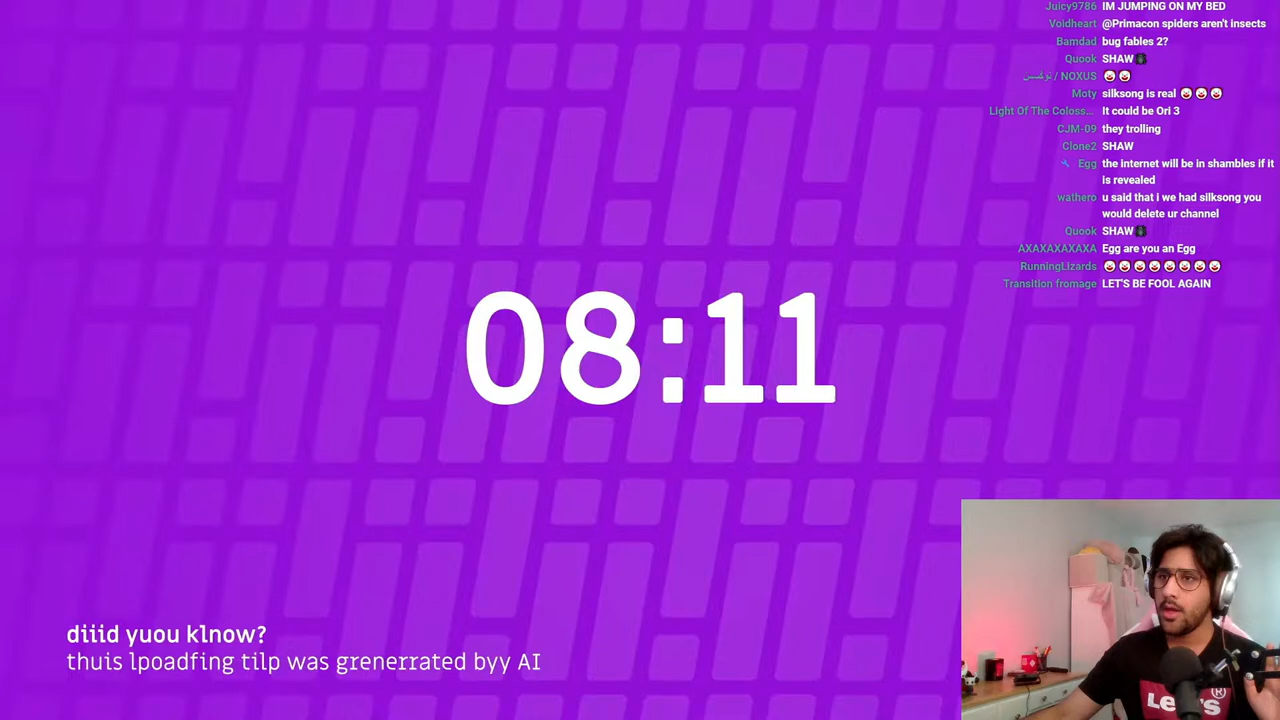 Juicy9786 IM JUMPING ON MY BED
Voidheart @Primacon spiders aren't insects
Bamdad bug fables 2?
Quook SHAW
/ NOXUS
Moty silksong is real
Light Of The Coloss... It could be Ori 3
CJM-09 they trolling
Clone2 SHAW
Egg the internet will be in shambles if it
is revealed
wathero u said that i we had silksong you
would delete ur channel
Quook SHAW
AXAXAXAXAXA Egg are you an Egg
RunningLizards
Transition fromage LET'S BE FOOL AGAIN
08:11
diiid yuou klnow?
thuis lpoadfing tilp was grenerrated byy AI
Levi's ®